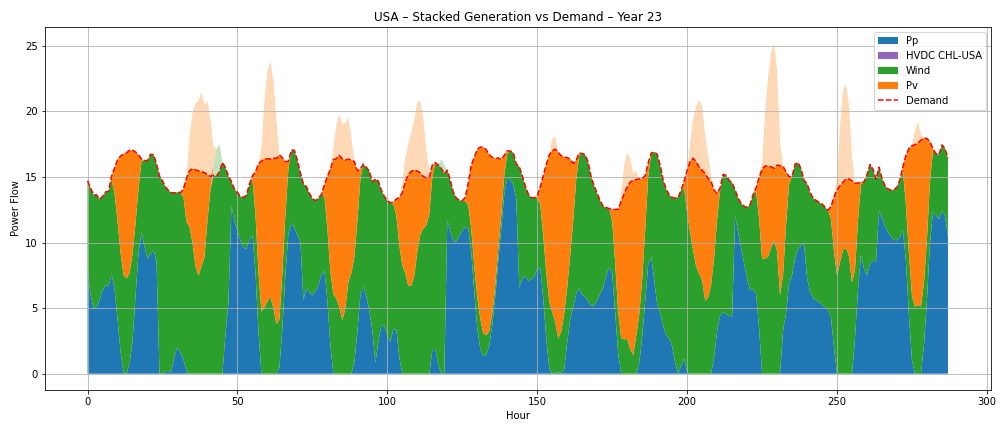 USA – Stacked Generation vs Demand – Year 23
Pp
HVDC CHL-USA
Wind
Pv
Demand
Power Flow
25
20
15
10
5
0
0 50 100 150 200 250 300
Hour